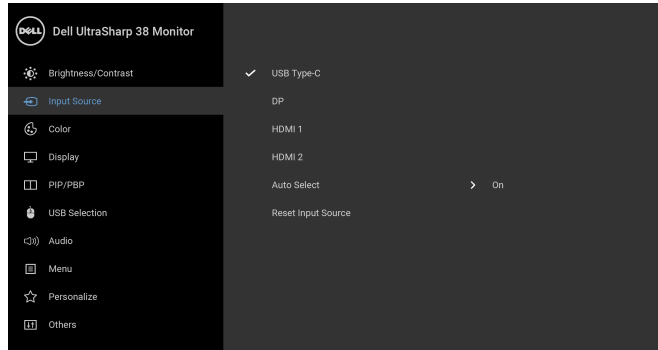 DELL Dell UltraSharp 38 Monitor
Brightness/Contrast
Input Source
Color
Display
PIP/PBP
USB Selection
Audio
Menu
Personalize
Others
USB Type-C
DP
HDMI 1
HDMI 2
Auto Select On
Reset Input Source